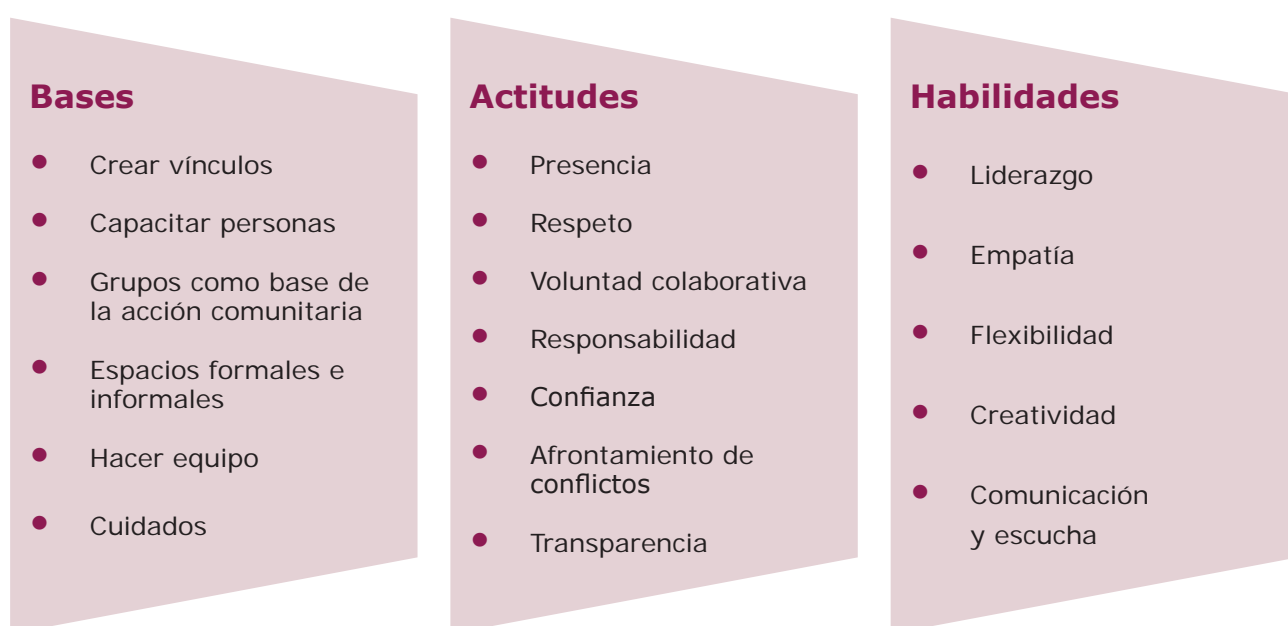 Bases
Crear vínculos
Capacitar personas
Grupos como base de
la acción comunitaria
Espacios formales e
informales
Hacer equipo
Cuidados
Actitudes
Presencia
Respeto
Voluntad colaborativa
Responsabilidad
Confianza
Afrontamiento de
conflictos
Transparencia
Habilidades
Liderazgo
Empatía
Flexibilidad
Creatividad
Comunicación
y escucha